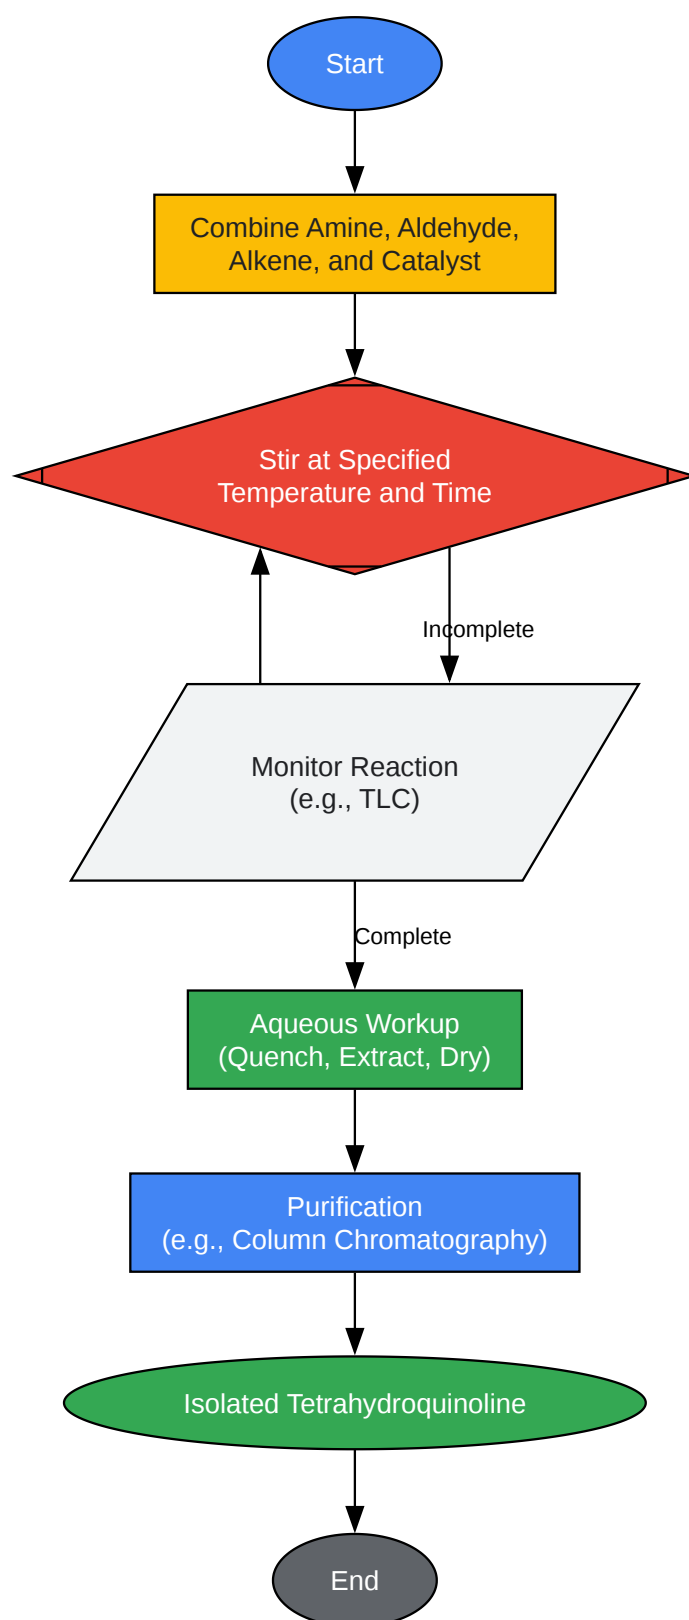 Start
Combine Amine, Aldehyde,
Alkene, and Catalyst
Stir at Specified
Temperature and Time
Incomplete
Monitor Reaction
(e.g., TLC)
Complete
Aqueous Workup
(Quench, Extract, Dry)
Purification
(e.g., Column Chromatography)
Isolated Tetrahydroquinoline
End